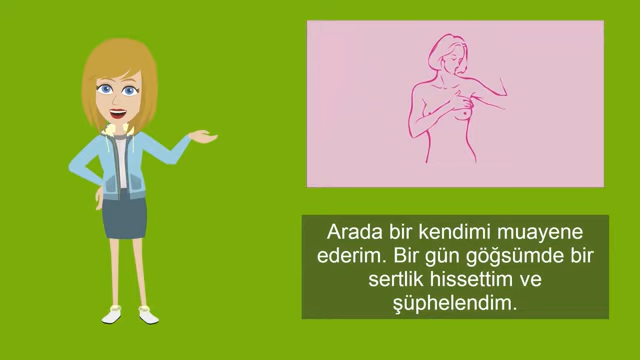 Arada bir kendimi muayene
ederim. Bir gün göğsümde bir
sertlik hissettim ve
şüphelendim.